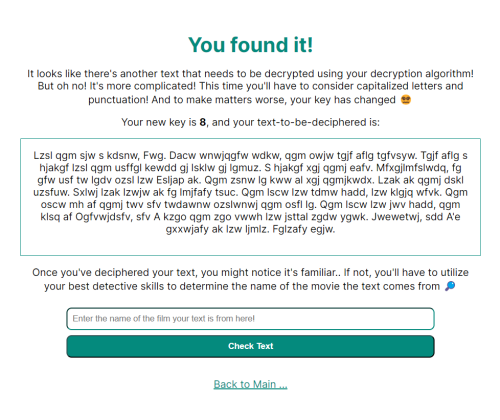 You found it!
It looks like there's another text that needs to be decrypted using your decryption algorithm!
But oh no! It's more complicated! This time you'll have to consider capitalized letters and
punctuation! And to make matters worse, your key has changed 🤩
Your new key is 8, and your text-to-be-deciphered is:
Lzsl qgm sjw s kdsnw, Fwg. Dacw wnwjqgfw wdkw, qgm owjw tgjf aflg tgfvsyw. Tgjf aflg s
hjakgf lzsl qgm usffgl kewdd gj lsklw gj lgmuz. S hjakgf xgj qgmj eafv. Mfxgjlmfslwdq, fg
gfw usf tw lgdv ozsl lzw Esljap ak. Qgm zsnw lg kww al xgj qgmjkwdx. Lzak ak qgmj dskl
uzsfuw. Sxlwj lzak lzwjw ak fg lmjfafy tsuc. Qgm lscw lzw tdmw hadd, lzw klgjq wfvk. Qgm
oscw mh af qgmj twv sfv twdawnw ozslwnwj qgm osfl lg. Qgm lscw lzw jwv hadd, qgm
klsq af Ogfvwjdsfv, sfv A kzgo qgm zgo vwwh lzw jsttal zgdw ygwk. Jwewetwj, sdd A'e
gxxwjafy ak lzw ljmlz. Fglzafy egjw.
Once you've deciphered your text, you might notice it's familiar.. If not, you'll have to utilize
your best detective skills to determine the name of the movie the text comes from 🔎
Enter the name of the film your text is from here!
Check Text
Back to Main ...